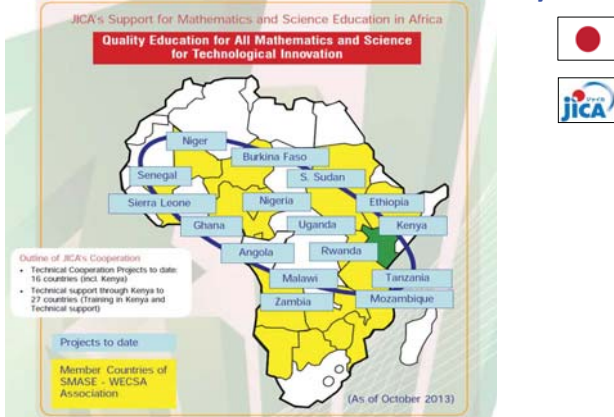 JICA's Support for Mathematics and Science Education in Africa
Quality Education for All Mathematics and Science
for Technological Innovation
Niger
Burkina Faso
Senegal
S. Sudan
Sierra Leone
Nigeria
Ethiopia
Ghana
Uganda
Kenya
Angola
Rwanda
Malawi
Tanzania
Zambia
Mozambique
Outline of JICA's Cooperation
• Technical Cooperation Projects to date:
16 countries (incl. Kenya)
• Technical support through Kenya to
27 countries (Training in Kenya and
Technical support)
Projects to date
Member Countries of
SMASE - WECSA
Association
(As of October 2013)
jICA